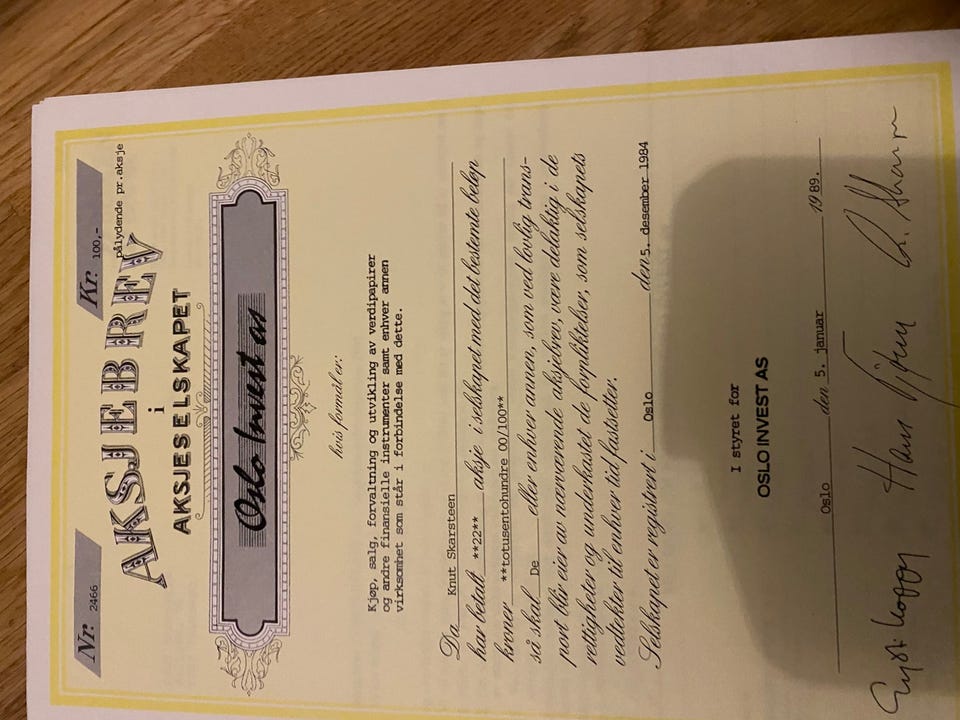 Nr. 2466
Kr. 100,-
pålydende pr.aksje
AKSJEBREV
i
AKSJESELSKAPET
Oslo Invest as
hvis formål er:
Kjøp, salg, forvaltning og utvikling av verdipapirer
og andre finansielle instrumenter samt enhver annen
virksomhet som står i forbindelse med dette.
Da Knut Skarsteen
har betalt **22** aksje i selskapet med det bestemte beløp
kroner **totusentohundre 00/100**
så skal De eller enhver annen, som ved lovlig trans-
port blir eier av nærværende aksjebrev, være delaktig i de
rettigheter og underkastet de forpliktelser, som selskapets
vedtekter til enhver tid fastsetter.
Selskapet er registrert i Oslo den 5. desember 1984
I styret for
OSLO INVEST AS
Oslo den 5. januar 1989.